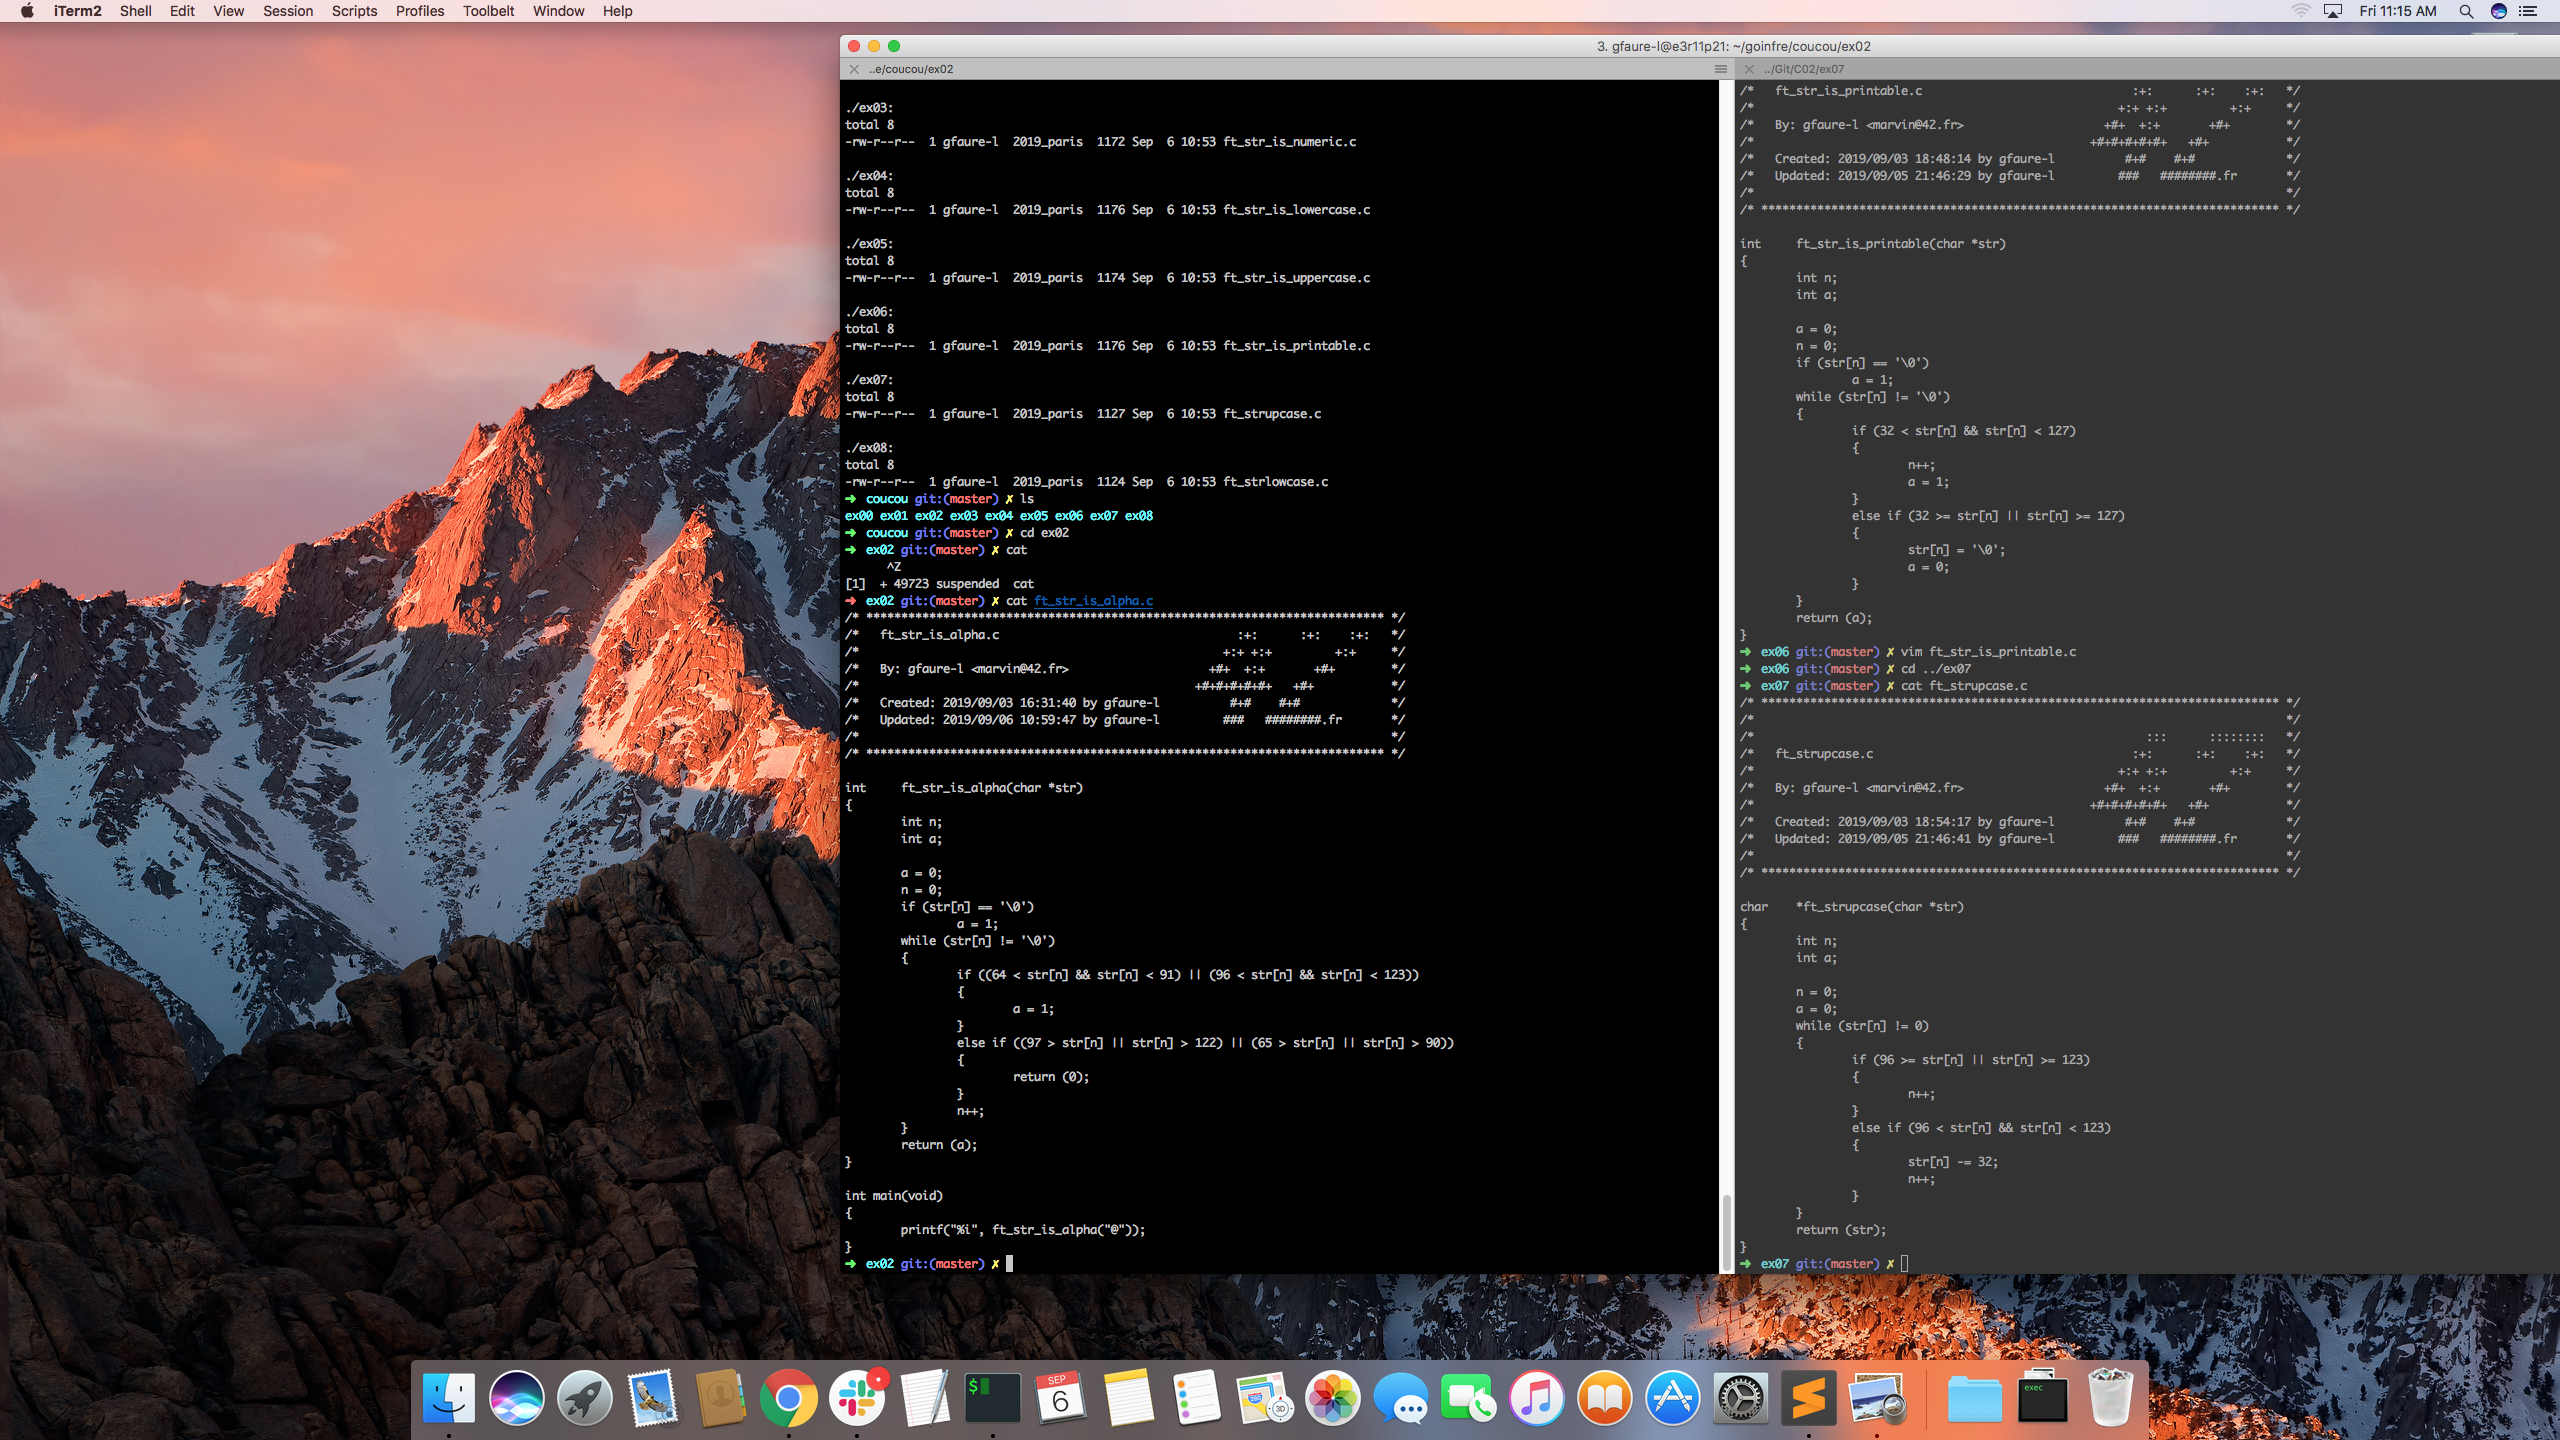 iTerm2 Shell Edit View Session Scripts Profiles Toolbelt Window Help
Fri 11:15 AM
3. gfaure-l@e3r11p21: ~/goinfre/coucou/ex02
..e/coucou/ex02
./ex03:
total 8
-rw-r--r--  1 gfaure-l  2019_paris  1172 Sep  6 10:53 ft_str_is_numeric.c
./ex04:
total 8
-rw-r--r--  1 gfaure-l  2019_paris  1176 Sep  6 10:53 ft_str_is_lowercase.c
./ex05:
total 8
-rw-r--r--  1 gfaure-l  2019_paris  1174 Sep  6 10:53 ft_str_is_uppercase.c
./ex06:
total 8
-rw-r--r--  1 gfaure-l  2019_paris  1176 Sep  6 10:53 ft_str_is_printable.c
./ex07:
total 8
-rw-r--r--  1 gfaure-l  2019_paris  1127 Sep  6 10:53 ft_strupcase.c
./ex08:
total 8
-rw-r--r--  1 gfaure-l  2019_paris  1124 Sep  6 10:53 ft_strlowcase.c
➜  coucou git:(master) ✗ ls
ex00 ex01 ex02 ex03 ex04 ex05 ex06 ex07 ex08
➜  coucou git:(master) ✗ cd ex02
➜  ex02 git:(master) ✗ cat
^Z
[1]  + 49723 suspended  cat
➜  ex02 git:(master) ✗ cat ft_str_is_alpha.c
/* ************************************************************************** */
/*   ft_str_is_alpha.c                                  :+:      :+:    :+:   */
/*                                                    +:+ +:+         +:+     */
/*   By: gfaure-l <marvin@42.fr>                    +#+  +:+       +#+        */
/*                                                +#+#+#+#+#+   +#+           */
/*   Created: 2019/09/03 16:31:40 by gfaure-l          #+#    #+#             */
/*   Updated: 2019/09/06 10:59:47 by gfaure-l         ###   ########.fr       */
/*                                                                            */
/* ************************************************************************** */
int     ft_str_is_alpha(char *str)
{
int n;
int a;
a = 0;
n = 0;
if (str[n] == '\0')
a = 1;
while (str[n] != '\0')
{
if ((64 < str[n] && str[n] < 91) || (96 < str[n] && str[n] < 123))
{
a = 1;
}
else if ((97 > str[n] || str[n] > 122) || (65 > str[n] || str[n] > 90))
{
return (0);
}
n++;
}
return (a);
}
int main(void)
{
printf("%i", ft_str_is_alpha("@"));
}
➜  ex02 git:(master) ✗
../Git/C02/ex07
/*   ft_str_is_printable.c                              :+:      :+:    :+:   */
/*                                                    +:+ +:+         +:+     */
/*   By: gfaure-l <marvin@42.fr>                    +#+  +:+       +#+        */
/*                                                +#+#+#+#+#+   +#+           */
/*   Created: 2019/09/03 18:48:14 by gfaure-l          #+#    #+#             */
/*   Updated: 2019/09/05 21:46:29 by gfaure-l         ###   ########.fr       */
/*                                                                            */
/* ************************************************************************** */
int     ft_str_is_printable(char *str)
{
int n;
int a;
a = 0;
n = 0;
if (str[n] == '\0')
a = 1;
while (str[n] != '\0')
{
if (32 < str[n] && str[n] < 127)
{
n++;
a = 1;
}
else if (32 >= str[n] || str[n] >= 127)
{
str[n] = '\0';
a = 0;
}
}
return (a);
}
➜  ex06 git:(master) ✗ vim ft_str_is_printable.c
➜  ex06 git:(master) ✗ cd ../ex07
➜  ex07 git:(master) ✗ cat ft_strupcase.c
/* ************************************************************************** */
/*                                                                            */
/*                                                        :::      ::::::::   */
/*   ft_strupcase.c                                     :+:      :+:    :+:   */
/*                                                    +:+ +:+         +:+     */
/*   By: gfaure-l <marvin@42.fr>                    +#+  +:+       +#+        */
/*                                                +#+#+#+#+#+   +#+           */
/*   Created: 2019/09/03 18:54:17 by gfaure-l          #+#    #+#             */
/*   Updated: 2019/09/05 21:46:41 by gfaure-l         ###   ########.fr       */
/*                                                                            */
/* ************************************************************************** */
char    *ft_strupcase(char *str)
{
int n;
int a;
n = 0;
a = 0;
while (str[n] != 0)
{
if (96 >= str[n] || str[n] >= 123)
{
n++;
}
else if (96 < str[n] && str[n] < 123)
{
str[n] -= 32;
n++;
}
}
return (str);
}
➜  ex07 git:(master) ✗
$
SEP
6
3D
exec